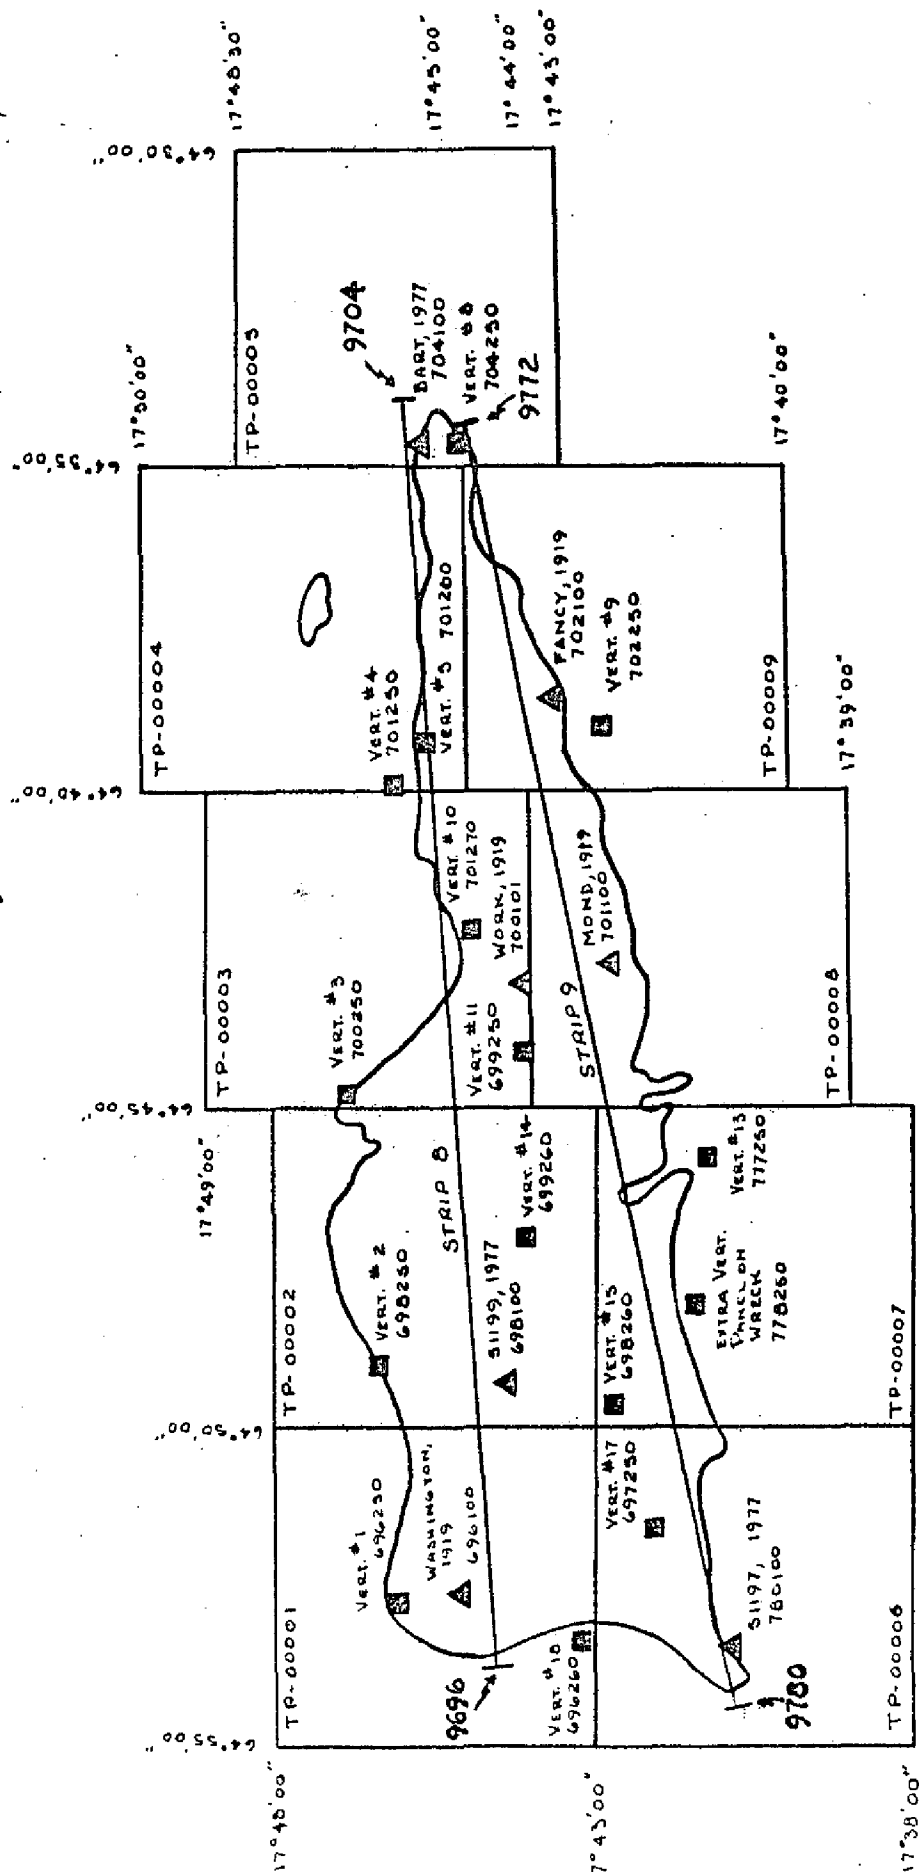 17°48'30"
17°45'00"
17°44'00"
17°43'00"
64°30'00"
TP-00005
9704
BART, 1977
704100
VERT. #8
704250
9772
17°50'00"
64°35'00"
17°40'00"
TP-00004
VERT. #4
701250
VERT. #5 701260
FANCY, 1919
702100
VERT. #9
702250
TP-00009
17°39'00"
64°40'00"
TP-00003
VERT. #3
700250
VERT. #10
701270
WORK, 1919
700101
VERT. #11
699250
MOND, 1919
701100
STRIP 9
TP-00008
17°49'00"
64°45'00"
TP-00002
VERT. #2
698250
STRIP 8
VERT. #14
699260
51199, 1977
698100
VERT. #15
698260
VERT. #13
777250
EXTRA VERT.
PANEL ON
WRECK
778260
TP-00007
64°50'00"
TP-00001
VERT. #1
696250
WASHINGTON,
1919
696100
VERT. #17
697250
9696
VERT. #18
696260
51197, 1977
780100
9780
TP-00006
64°55'00"
17°48'00"
7°43'00"
17°38'00"